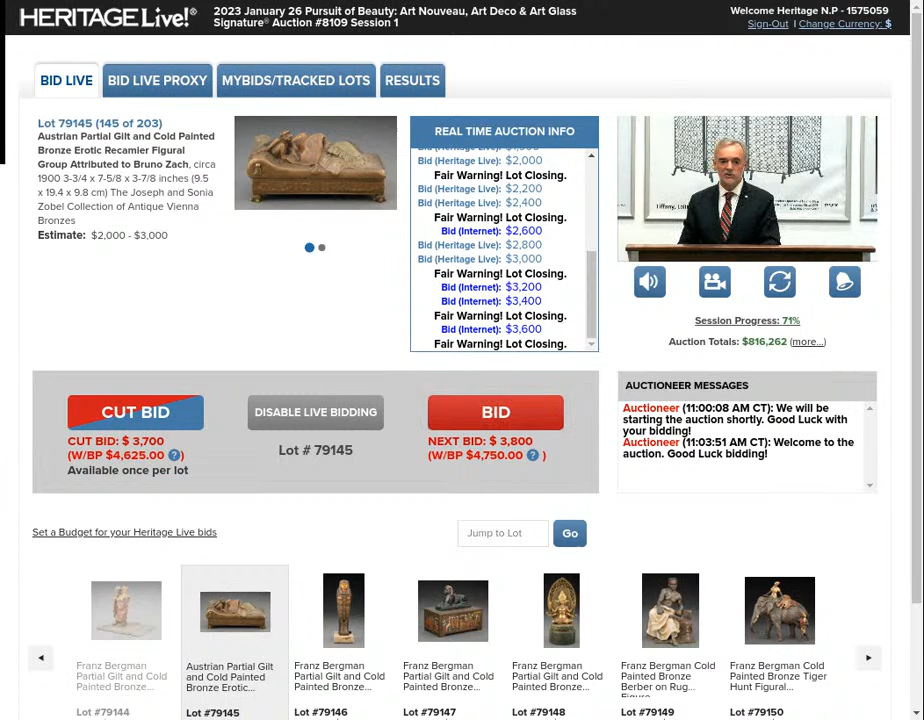 HERITAGE Live!®
2023 January 26 Pursuit of Beauty: Art Nouveau, Art Deco & Art Glass
Signature® Auction #8109 Session 1
Welcome Heritage N.P - 1575059
Sign-Out | Change Currency: $
BID LIVE
BID LIVE PROXY
MYBIDS/TRACKED LOTS
RESULTS
Lot 79145 (145 of 203)
Austrian Partial Gilt and Cold Painted
Bronze Erotic Recamier Figural
Group Attributed to Bruno Zach, circa
1900 3-3/4 x 7-5/8 x 3-7/8 inches (9.5
x 19.4 x 9.8 cm) The Joseph and Sonia
Zobel Collection of Antique Vienna
Bronzes
Estimate: $2,000 - $3,000
REAL TIME AUCTION INFO
Bid (Heritage Live): $2,000
Fair Warning! Lot Closing.
Bid (Heritage Live): $2,200
Bid (Heritage Live): $2,400
Fair Warning! Lot Closing.
Bid (Internet): $2,600
Bid (Heritage Live): $2,800
Bid (Heritage Live): $3,000
Fair Warning! Lot Closing.
Bid (Internet): $3,200
Bid (Internet): $3,400
Fair Warning! Lot Closing.
Bid (Internet): $3,600
Fair Warning! Lot Closing.
Session Progress: 71%
Auction Totals: $816,262 (more...)
CUT BID
CUT BID: $ 3,700
(W/BP $4,625.00 ? )
Available once per lot
DISABLE LIVE BIDDING
Lot # 79145
BID
NEXT BID: $ 3,800
(W/BP $4,750.00 ? )
AUCTIONEER MESSAGES
Auctioneer (11:00:08 AM CT): We will be
starting the auction shortly. Good Luck with
your bidding!
Auctioneer (11:03:51 AM CT): Welcome to the
auction. Good Luck bidding!
Set a Budget for your Heritage Live bids
Jump to Lot
Go
Franz Bergman
Partial Gilt and Cold
Painted Bronze...
Lot #79144
Austrian Partial Gilt
and Cold Painted
Bronze Erotic...
Lot #79145
Franz Bergman
Partial Gilt and Cold
Painted Bronze...
Lot #79146
Franz Bergman
Partial Gilt and Cold
Painted Bronze...
Lot #79147
Franz Bergman
Partial Gilt and Cold
Painted Bronze...
Lot #79148
Franz Bergman Cold
Painted Bronze
Berber on Rug...
Lot #79149
Franz Bergman Cold
Painted Bronze Tiger
Hunt Figural...
Lot #79150